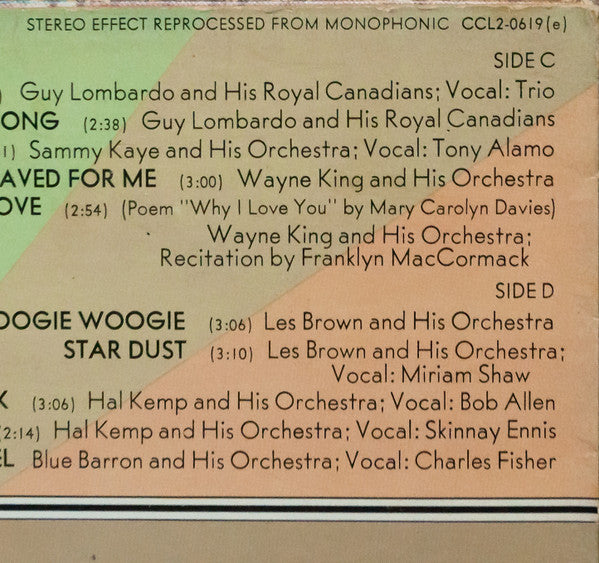 STEREO EFFECT REPROCESSED FROM MONOPHONIC CCL2-0619(e)
SIDE C
) Guy Lombardo and His Royal Canadians; Vocal: Trio
ONG (2:38) Guy Lombardo and His Royal Canadians
1) Sammy Kaye and His Orchestra; Vocal: Tony Alamo
AVED FOR ME (3:00) Wayne King and His Orchestra
OVE (2:54) (Poem "Why I Love You" by Mary Carolyn Davies)
Wayne King and His Orchestra;
Recitation by Franklyn MacCormack
SIDE D
OOGIE WOOGIE (3:06) Les Brown and His Orchestra
STAR DUST (3:10) Les Brown and His Orchestra;
Vocal: Miriam Shaw
K (3:06) Hal Kemp and His Orchestra; Vocal: Bob Allen
(2:14) Hal Kemp and His Orchestra; Vocal: Skinnay Ennis
EL Blue Barron and His Orchestra; Vocal: Charles Fisher